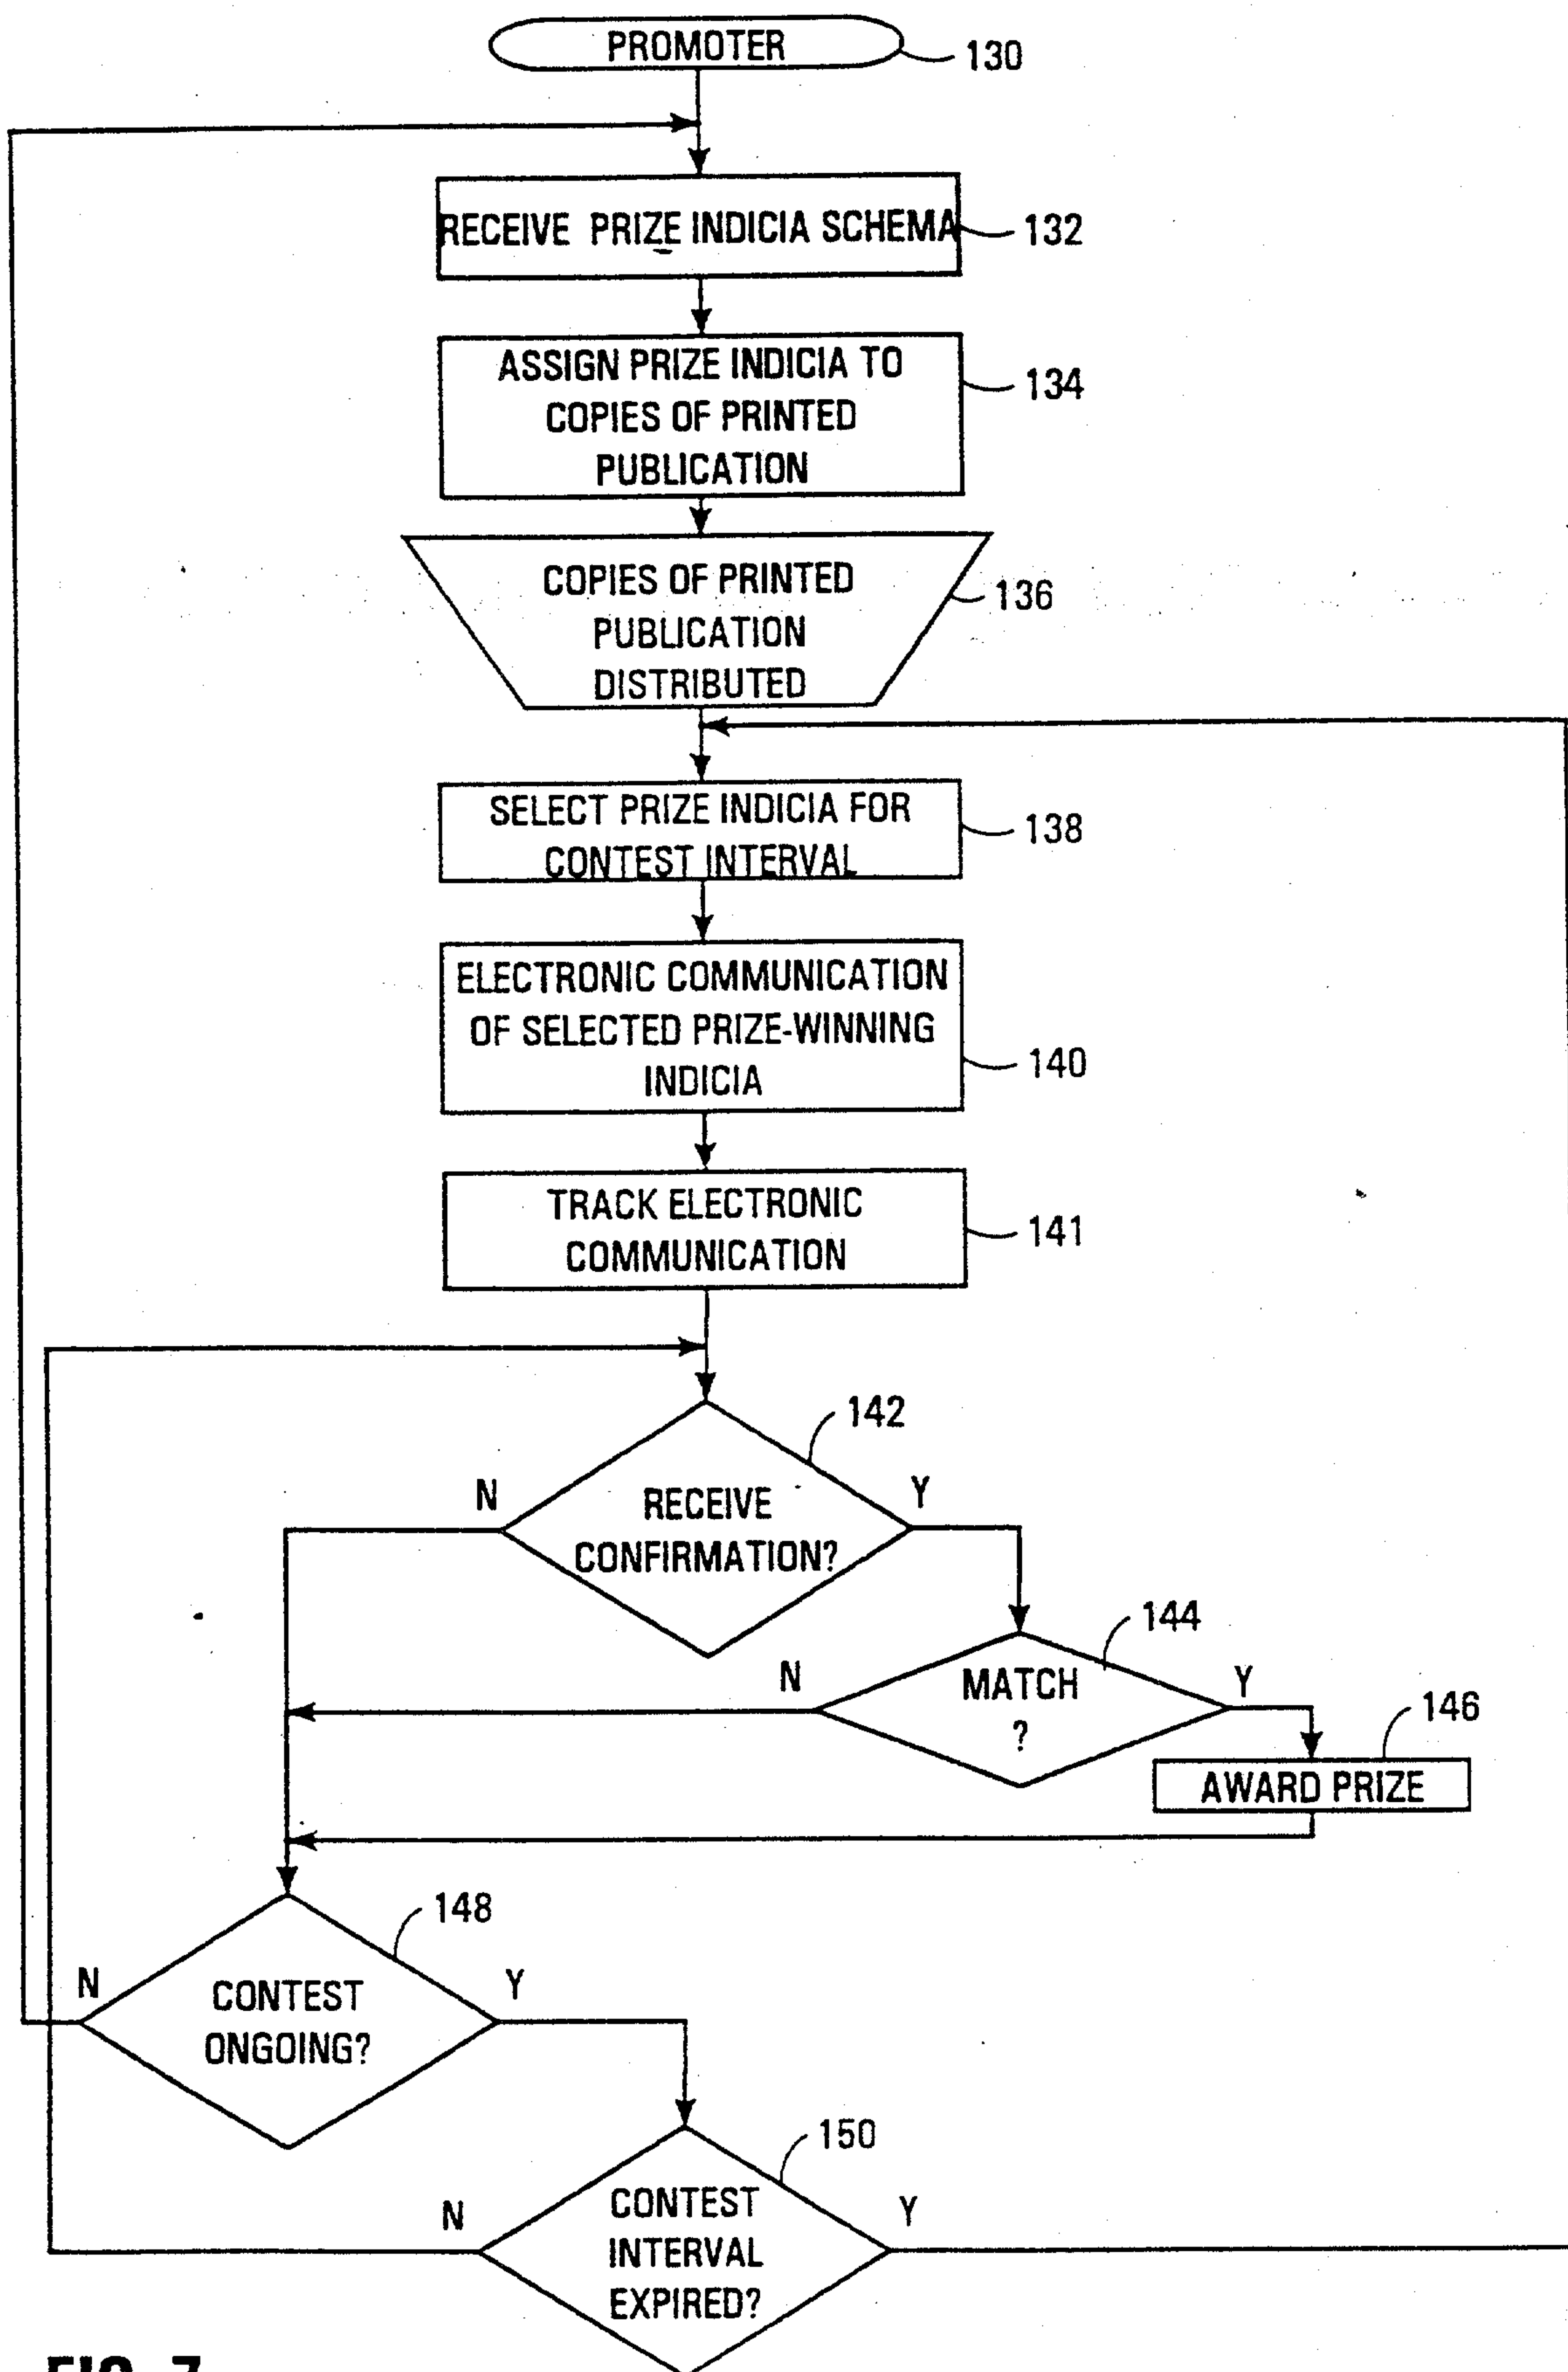 PROMOTER
130
RECEIVE PRIZE INDICIA SCHEMA
132
ASSIGN PRIZE INDICIA TO
COPIES OF PRINTED
PUBLICATION
134
COPIES OF PRINTED
PUBLICATION
DISTRIBUTED
136
SELECT PRIZE INDICIA FOR
CONTEST INTERVAL
138
ELECTRONIC COMMUNICATION
OF SELECTED PRIZE-WINNING
INDICIA
140
TRACK ELECTRONIC
COMMUNICATION
141
142
N
Y
RECEIVE
CONFIRMATION?
144
N
Y
MATCH
?
146
AWARD PRIZE
148
N
Y
CONTEST
ONGOING?
150
N
Y
CONTEST
INTERVAL
EXPIRED?
FIG. 7